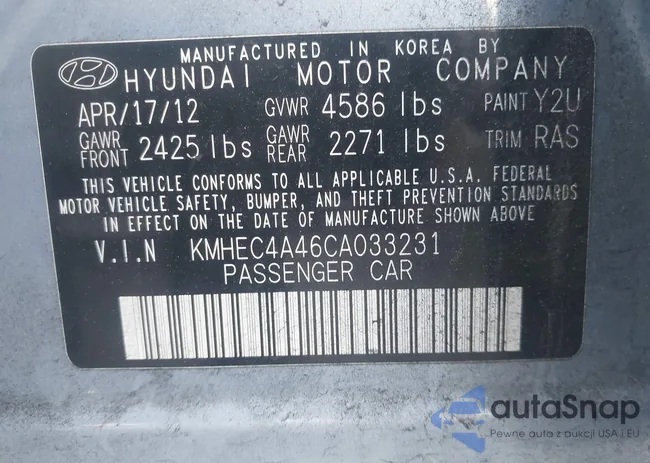 MANUFACTURED IN KOREA BY
HYUNDAI MOTOR COMPANY
APR/17/12 GVWR 4586 lbs PAINT Y2U
GAWR FRONT 2425 lbs GAWR REAR 2271 lbs TRIM RAS
THIS VEHICLE CONFORMS TO ALL APPLICABLE U.S.A. FEDERAL
MOTOR VEHICLE SAFETY, BUMPER, AND THEFT PREVENTION STANDARDS
IN EFFECT ON THE DATE OF MANUFACTURE SHOWN ABOVE
V.I.N KMHEC4A46CA033231
PASSENGER CAR
autaSnap
Pewne auta z aukcji USA i EU